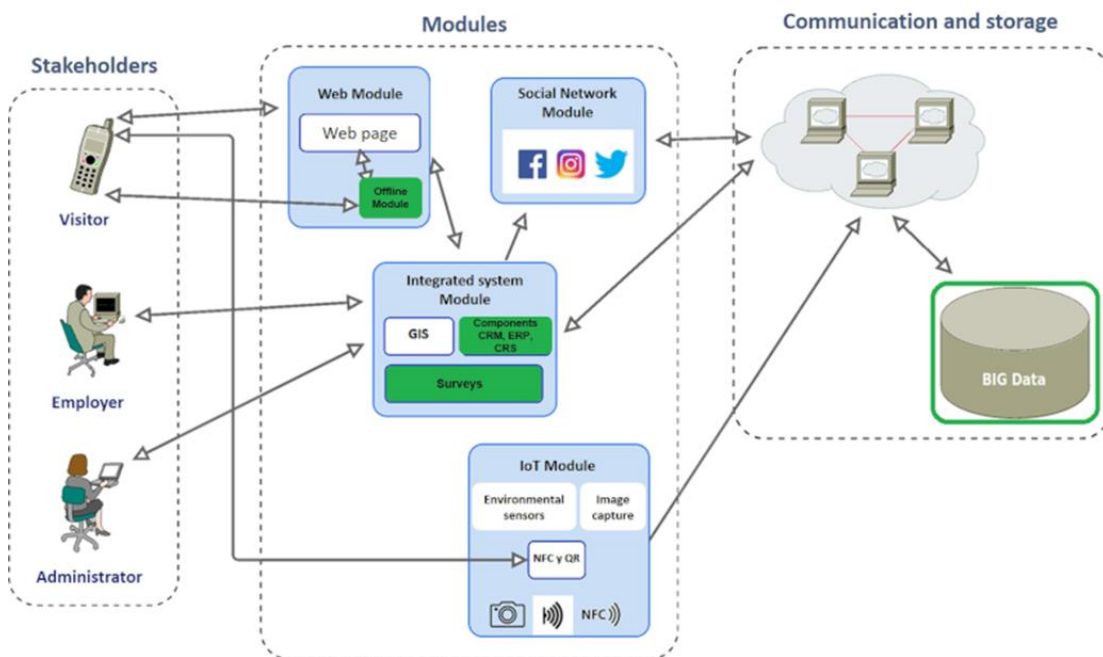 Modules
Communication and storage
Stakeholders
Visitor
Employer
Administrator
Web Module
Web page
Offline
Module
Social Network
Module
Integrated system
Module
GIS
Components
CRM, ERP,
CRS
Surveys
IoT Module
Environmental
sensors
Image
capture
NFC y QR
NFC
BIG Data